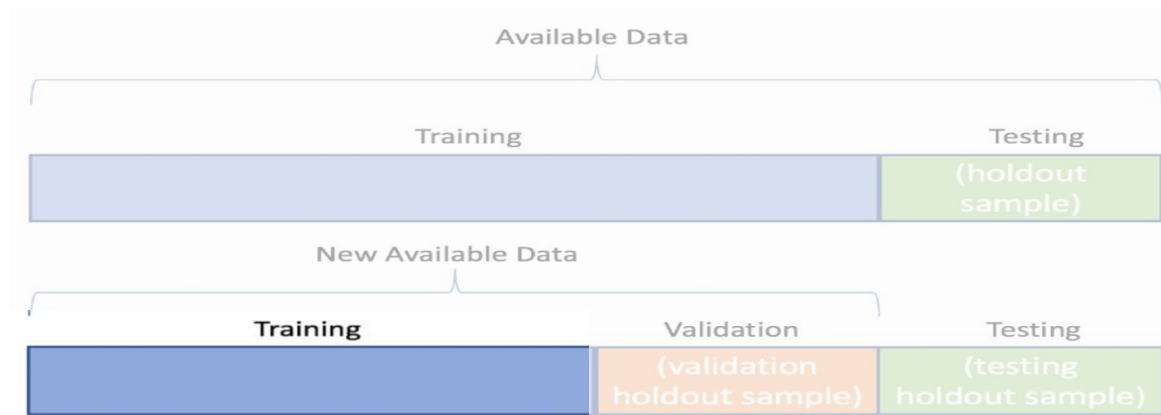 Available Data
Training Testing
(holdout
sample)
New Available Data
Training Validation Testing
(validation (testing
holdout sample) holdout sample)